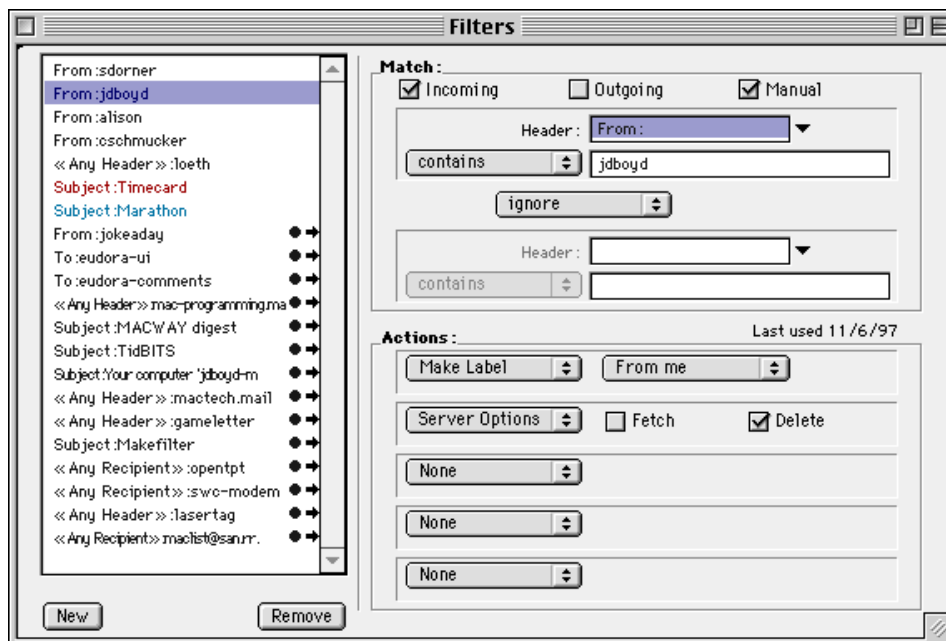 Filters
From:sdorner
From:jdboyd
From:alison
From:cschmucker
«Any Header»:loeth
Subject:Timecard
Subject:Marathon
From:jokeaday
To:eudora-ui
To:eudora-comments
«Any Header»:mac-programming.ma
Subject:MACWAY digest
Subject:TidBITS
Subject:Your computer 'jdboyd-m
«Any Header»:mactech.mail
«Any Header»:gameletter
Subject:Makefilter
«Any Recipient»:opentpt
«Any Recipient»:swc-modem
«Any Header»:lasertag
«Any Recipient»:maclist@san.rr.
New Remove
Match:
Incoming Outgoing Manual
Header: From:
contains jdboyd
ignore
Header:
contains
Actions: Last used 11/6/97
Make Label From me
Server Options Fetch Delete
None
None
None